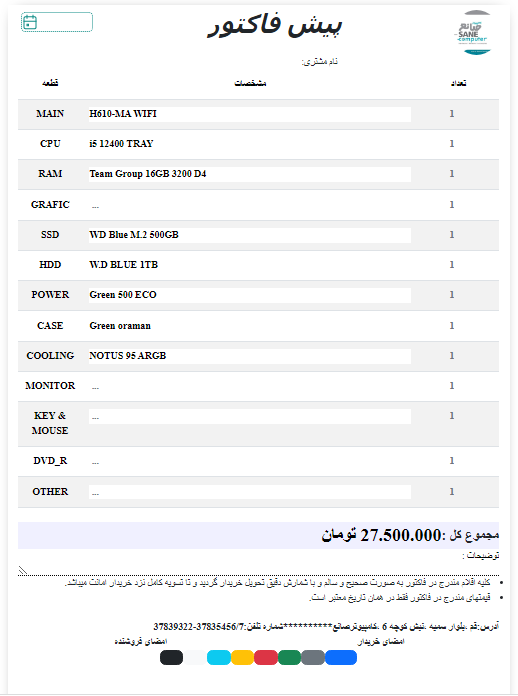 پیش فاکتور
صانع
SANE
computer
نام مشتری:
قطعه مشخصات تعداد
MAIN H610-MA WIFI 1
CPU i5 12400 TRAY 1
RAM Team Group 16GB 3200 D4 1
GRAFIC ... 1
SSD WD Blue M.2 500GB 1
HDD W.D BLUE 1TB 1
POWER Green 500 ECO 1
CASE Green oraman 1
COOLING NOTUS 95 ARGB 1
MONITOR ... 1
KEY & MOUSE ... 1
DVD_R ... 1
OTHER ... 1
مجموع کل :27.500.000 تومان
توضیحات :
کلیه اقلام مندرج در فاکتور به صورت صحیح و سالم و با شمارش دقیق تحویل خریدار گردید و تا تسویه کامل نزد خریدار امانت میباشد.
قیمتهای مندرج در فاکتور فقط در همان تاریخ معتبر است.
آدرس:قم ،بلوار سمیه ،نبش کوچه 6 ،کامپیوترصانع**********شماره تلفن:37835456/7-37839322
امضای خریدار امضای فروشنده